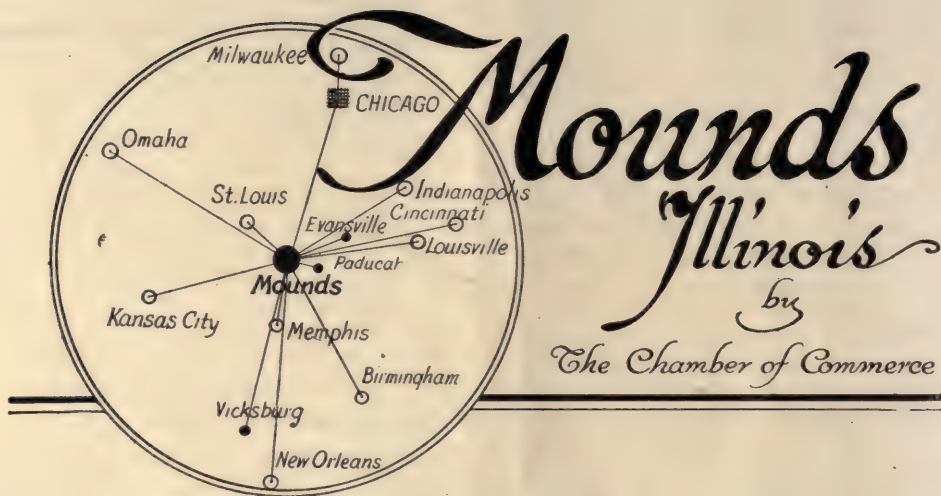 Milwaukee
CHICAGO
Omaha
St. Louis
Indianapolis
Evansville
Cincinnati
Louisville
Paducat
Mounds
Kansas City
Memphis
Birmingham
Vicksburg
New Orleans
Mounds
Illinois
by
The Chamber of Commerce